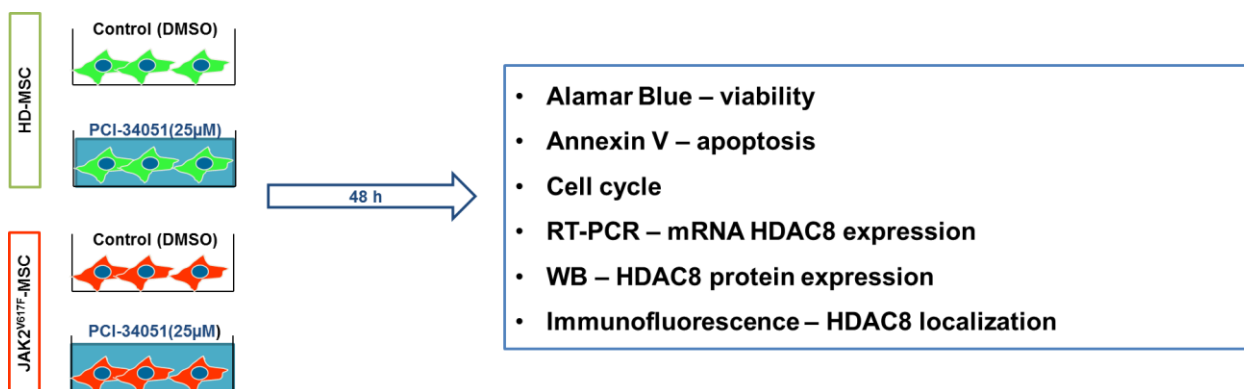 HD-MSC
Control (DMSO)
PCI-34051(25µM)
JAK2V617F-MSC
Control (DMSO)
PCI-34051(25µM)
48 h
• Alamar Blue – viability
• Annexin V – apoptosis
• Cell cycle
• RT-PCR – mRNA HDAC8 expression
• WB – HDAC8 protein expression
• Immunofluorescence – HDAC8 localization